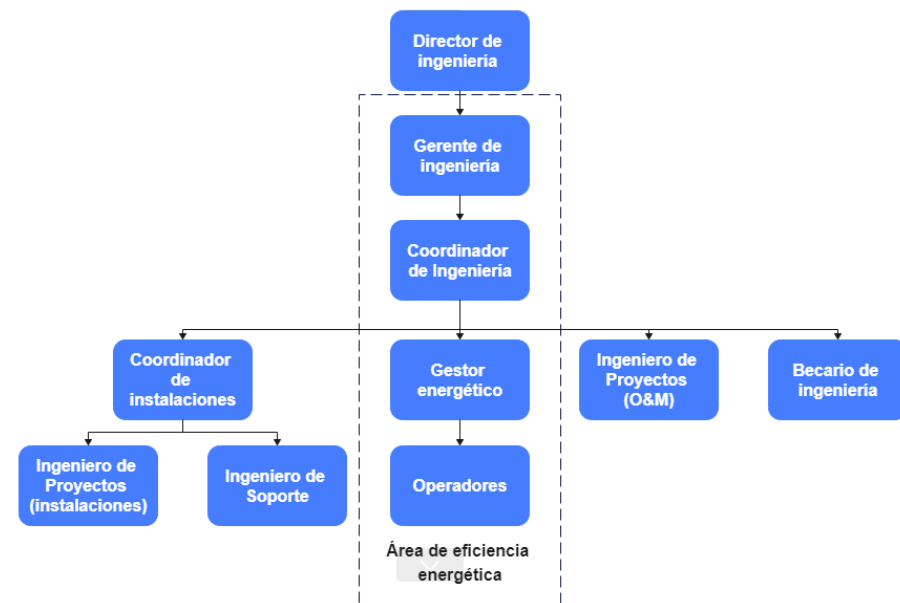 Director de
ingeniería
Gerente de
ingeniería
Coordinador
de Ingeniería
Coordinador
de
instalaciones
Gestor
energético
Ingeniero de
Proyectos
(O&M)
Becario de
ingeniería
Ingeniero de
Proyectos
(instalaciones)
Ingeniero de
Soporte
Operadores
Área de eficiencia
energética